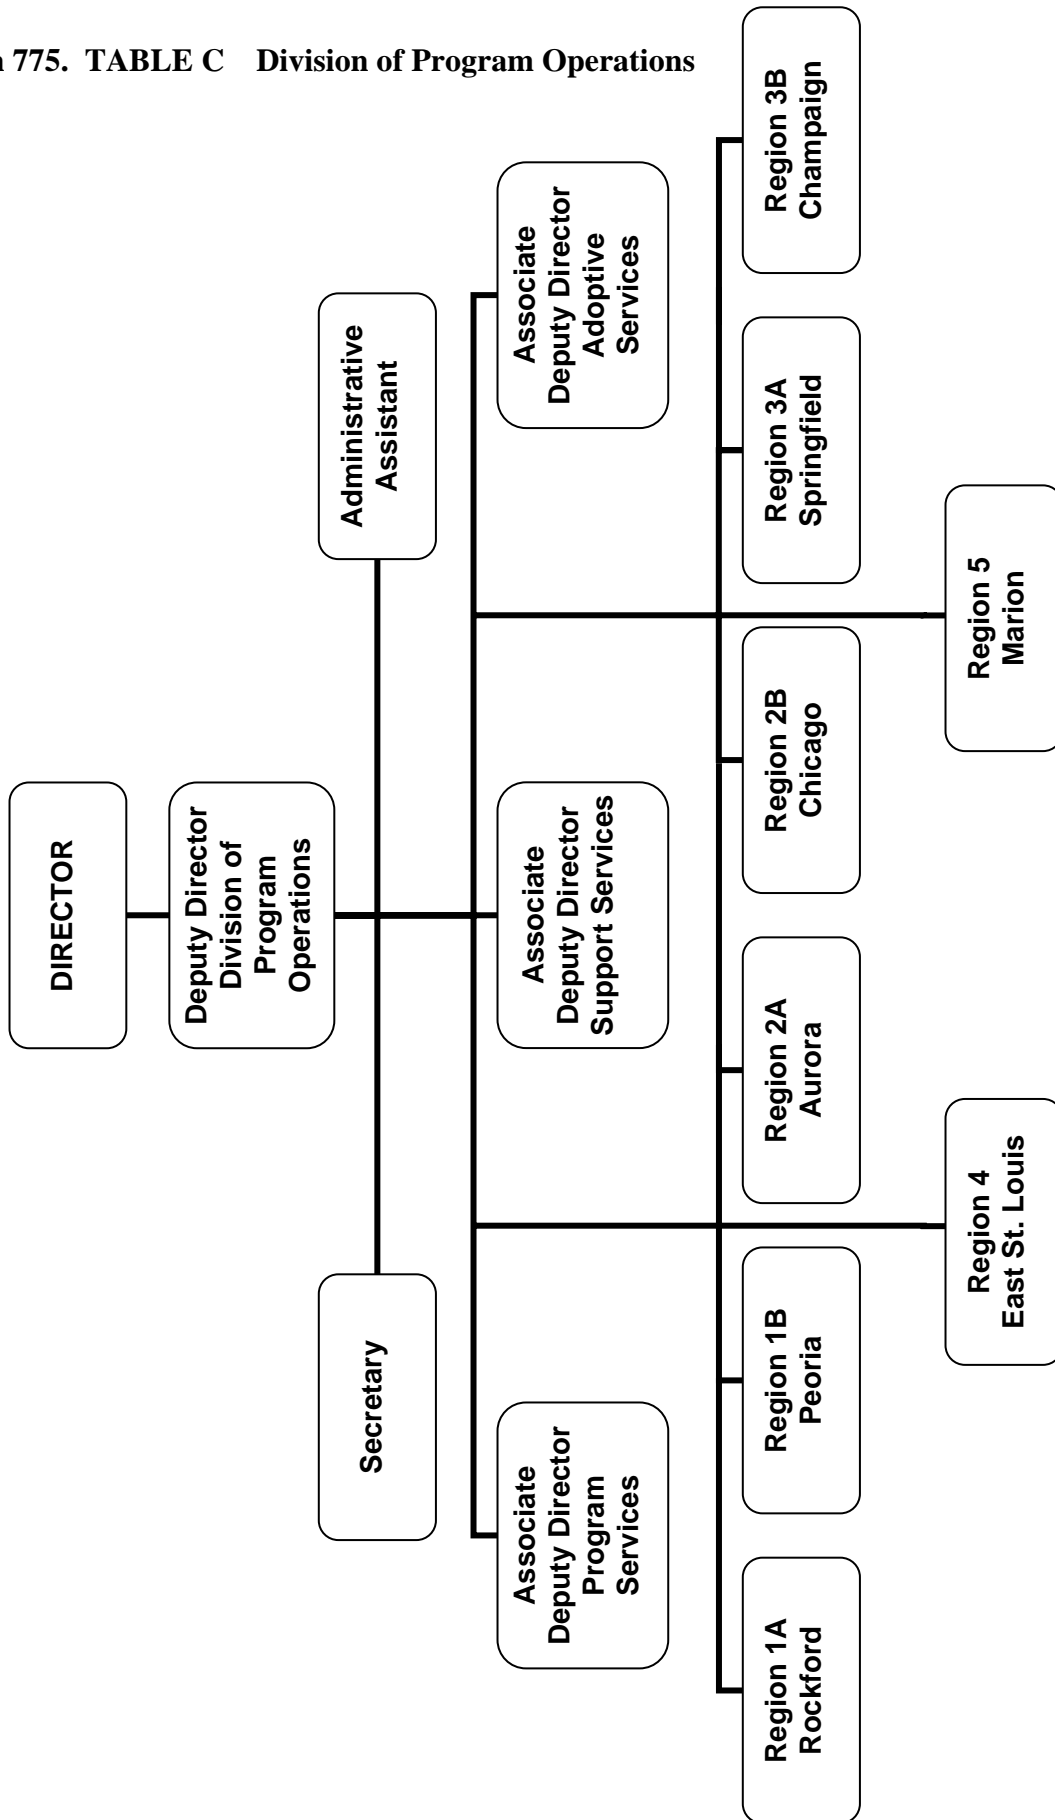 n 775. TABLE C Division of Program Operations
DIRECTOR
Deputy Director
Division of
Program
Operations
Secretary
Administrative
Assistant
Associate
Deputy Director
Program
Services
Associate
Deputy Director
Support Services
Associate
Deputy Director
Adoptive
Services
Region 1A
Rockford
Region 1B
Peoria
Region 2A
Aurora
Region 2B
Chicago
Region 3A
Springfield
Region 3B
Champaign
Region 4
East St. Louis
Region 5
Marion